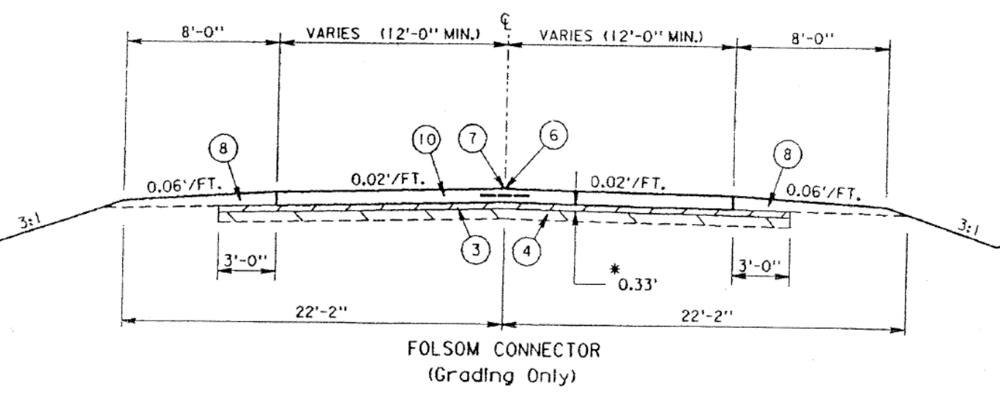 ℄
8'-0" VARIES (12'-0" MIN.) VARIES (12'-0" MIN.) 8'-0"
8 10 7 6 8
0.06'/FT. 0.02'/FT. 0.02'/FT. 0.06'/FT.
3:1 3:1
3 4
3'-0" * 0.33' 3'-0"
22'-2" 22'-2"
FOLSOM CONNECTOR
(Grading Only)